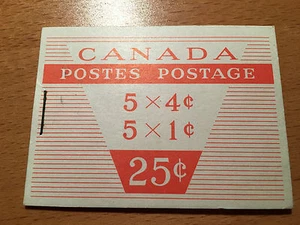 CANADA
POSTES POSTAGE
5 × 4¢
5 × 1¢
25¢